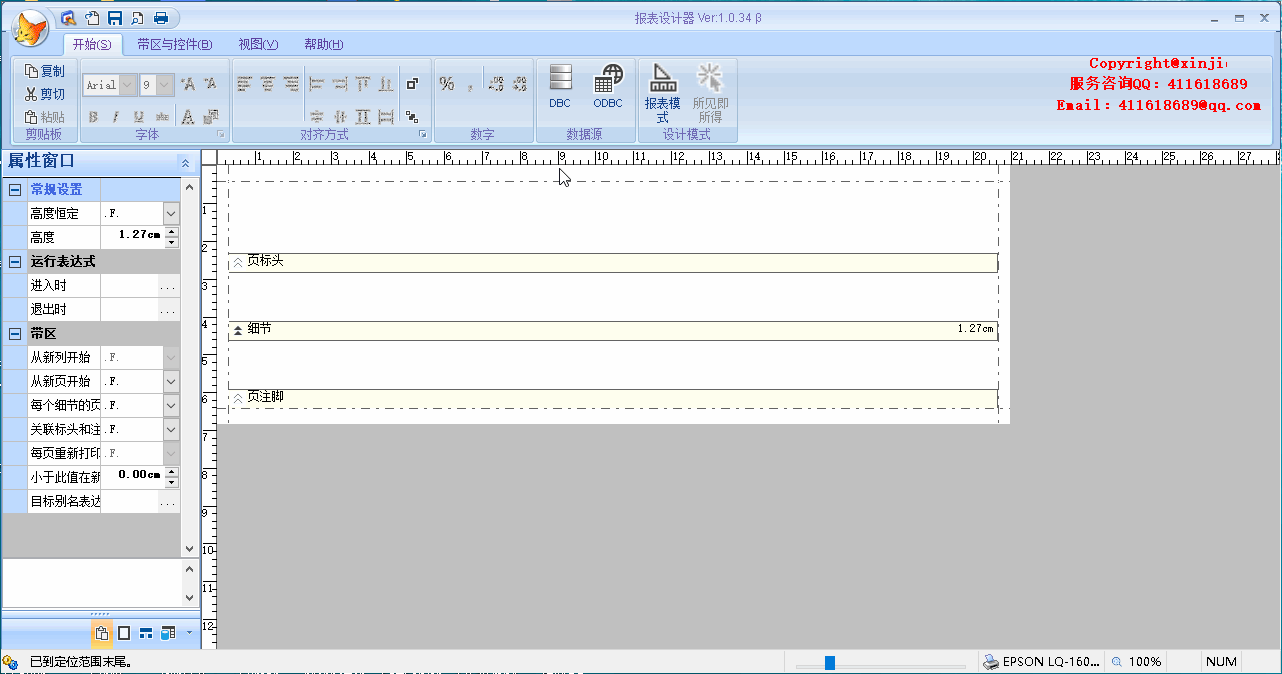 报表设计器 Ver:1.0.34 β
开始(S) 带区与控件(B) 视图(V) 帮助(H)
复制
剪切
粘贴
剪贴板
Arial 9
B I U abc A
字体
对齐方式
% ,
数字
DBC ODBC
数据源
报表模式
所见即所得
设计模式
Copyright@xinji
服务咨询QQ: 411618689
Email: 411618689@qq.com
属性窗口
1 2 3 4 5 6 7 8 9 10 11 12 13 14 15 16 17 18 19 20 21 22 23 24 25 26 27
常规设置
高度恒定 .F.
高度 1.27cm
运行表达式
进入时 ...
退出时 ...
带区
从新列开始 .F.
从新页开始 .F.
每个细节的页 .F.
关联标头和注 .F.
每页重新打印 .F.
小于此值在新 0.00cm
目标别名表达 ...
1
2
3
4
5
6
7
8
9
10
11
12
页标头
细节 1.27cm
页注脚
已到定位范围末尾。
EPSON LQ-160... 100% NUM